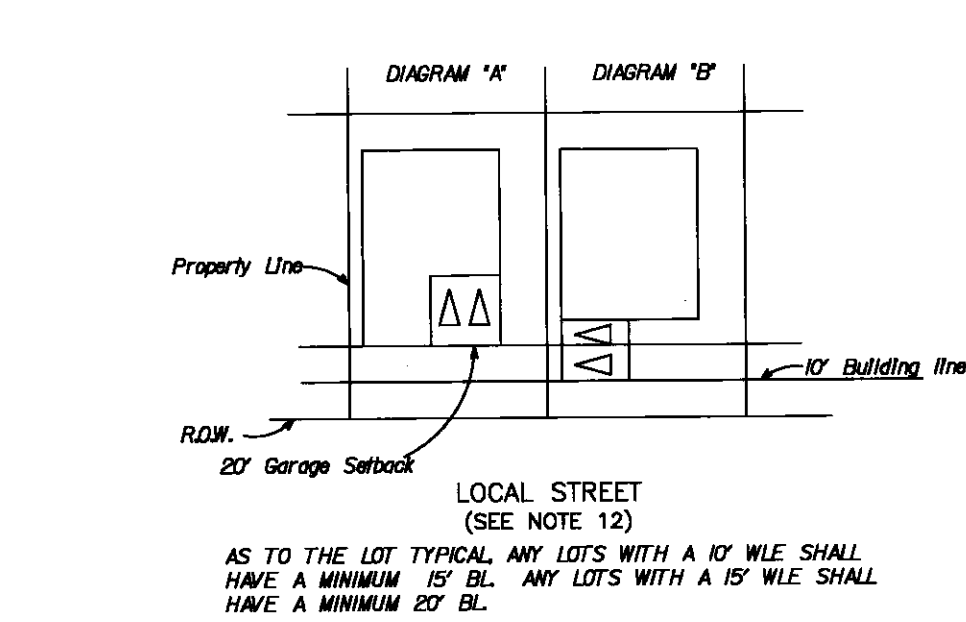 DIAGRAM "A"
DIAGRAM "B"
Property Line
10' Building line
R.O.W.
20' Garage Setback
LOCAL STREET
(SEE NOTE 12)
AS TO THE LOT TYPICAL, ANY LOTS WITH A 10' WLE SHALL
HAVE A MINIMUM 15' BL. ANY LOTS WITH A 15' WLE SHALL
HAVE A MINIMUM 20' BL.